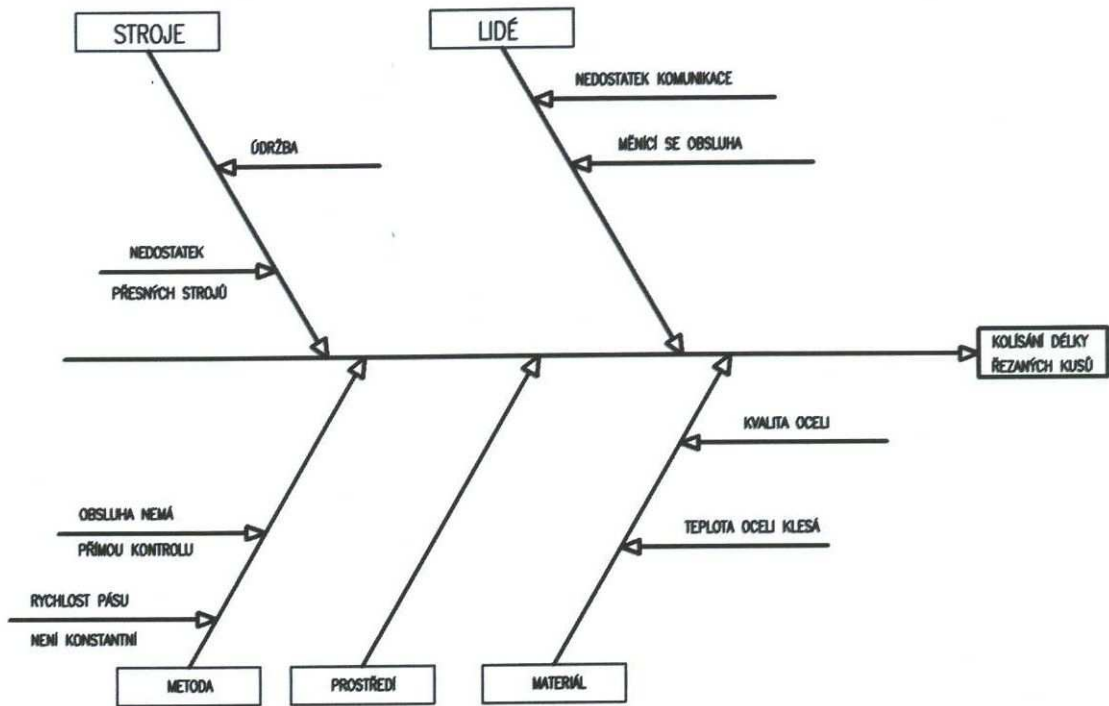 STROJE
LIDÉ
NEDOSTATEK KOMUNIKACE
ÚDRŽBA
MĚNÍCÍ SE OBSLUHA
NEDOSTATEK
PŘESNÝCH STROJŮ
KOLÍSÁNÍ DÉLKY
ŘEZANÝCH KUSŮ
KVALITA OCELI
OBSLUHA NEMÁ
PŘÍMOU KONTROLU
TEPLOTA OCELI KLESÁ
RYCHLOST PÁSU
NENÍ KONSTANTNÍ
METODA
PROSTŘEDÍ
MATERIÁL